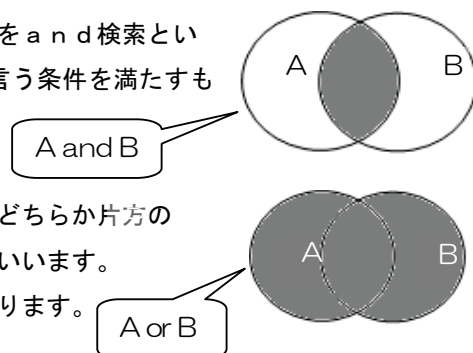 をａｎｄ検索とい
言う条件を満たすも
A B
A and B
どちらか片方の
いいます。
A B
ります。
A or B